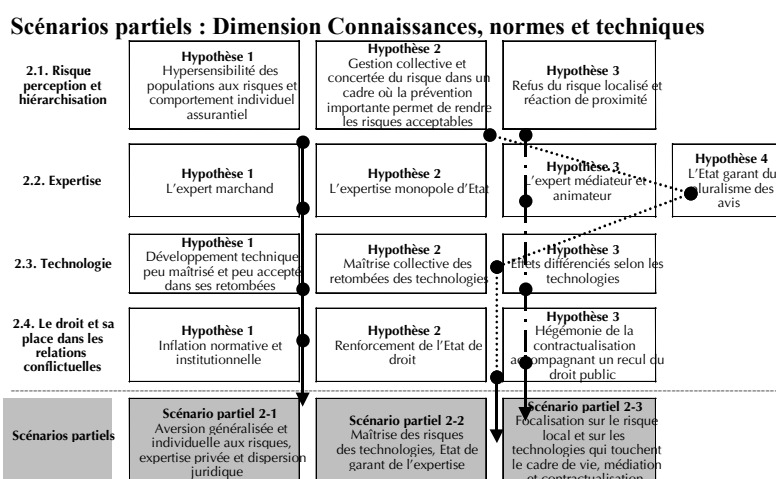 Scénarios partiels : Dimension Connaissances, normes et techniques
2.1. Risque
perception et
hiérarchisation
Hypothèse 1
Hypersensibilité des
populations aux risques et
comportement individuel
assurantiel
Hypothèse 2
Gestion collective et
concertée du risque dans un
cadre où la prévention
importante permet de rendre
les risques acceptables
Hypothèse 3
Refus du risque localisé et
réaction de proximité
2.2. Expertise
Hypothèse 1
L'expert marchand
Hypothèse 2
L'expertise monopole d'Etat
Hypothèse 3
L'expert médiateur et
animateur
Hypothèse 4
L'Etat garant du
pluralisme des
avis
2.3. Technologie
Hypothèse 1
Développement technique
peu maîtrisé et peu accepté
dans ses retombées
Hypothèse 2
Maîtrise collective des
retombées des technologies
Hypothèse 3
Effets différenciés selon les
technologies
2.4. Le droit et sa
place dans les
relations
conflictuelles
Hypothèse 1
Inflation normative et
institutionnelle
Hypothèse 2
Renforcement de l'Etat de
droit
Hypothèse 3
Hégémonie de la
contractualisation
accompagnant un recul du
droit public
Scénarios partiels
Scénario partiel 2-1
Aversion généralisée et
individuelle aux risques,
expertise privée et dispersion
juridique
Scénario partiel 2-2
Maîtrise des risques
des technologies, Etat de
garant de l'expertise
Scénario partiel 2-3
Focalisation sur le risque
local et sur les
technologies qui touchent
le cadre de vie, médiation
et contractualisation